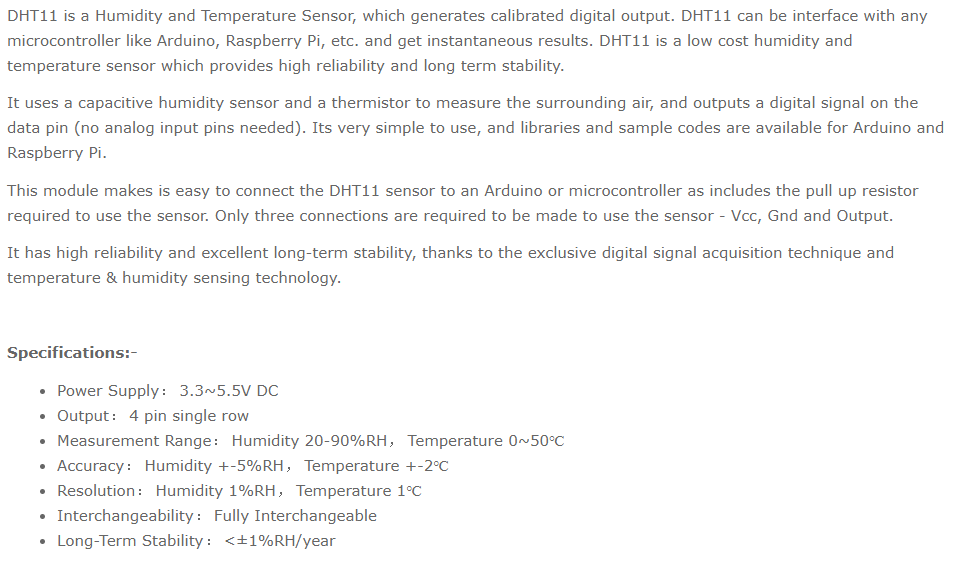 DHT11 is a Humidity and Temperature Sensor, which generates calibrated digital output. DHT11 can be interface with any
microcontroller like Arduino, Raspberry Pi, etc. and get instantaneous results. DHT11 is a low cost humidity and
temperature sensor which provides high reliability and long term stability.
It uses a capacitive humidity sensor and a thermistor to measure the surrounding air, and outputs a digital signal on the
data pin (no analog input pins needed). Its very simple to use, and libraries and sample codes are available for Arduino and
Raspberry Pi.
This module makes is easy to connect the DHT11 sensor to an Arduino or microcontroller as includes the pull up resistor
required to use the sensor. Only three connections are required to be made to use the sensor - Vcc, Gnd and Output.
It has high reliability and excellent long-term stability, thanks to the exclusive digital signal acquisition technique and
temperature & humidity sensing technology.
Specifications:-
• Power Supply： 3.3~5.5V DC
• Output： 4 pin single row
• Measurement Range： Humidity 20-90%RH， Temperature 0~50℃
• Accuracy： Humidity +-5%RH， Temperature +-2℃
• Resolution： Humidity 1%RH， Temperature 1℃
• Interchangeability： Fully Interchangeable
• Long-Term Stability： <±1%RH/year